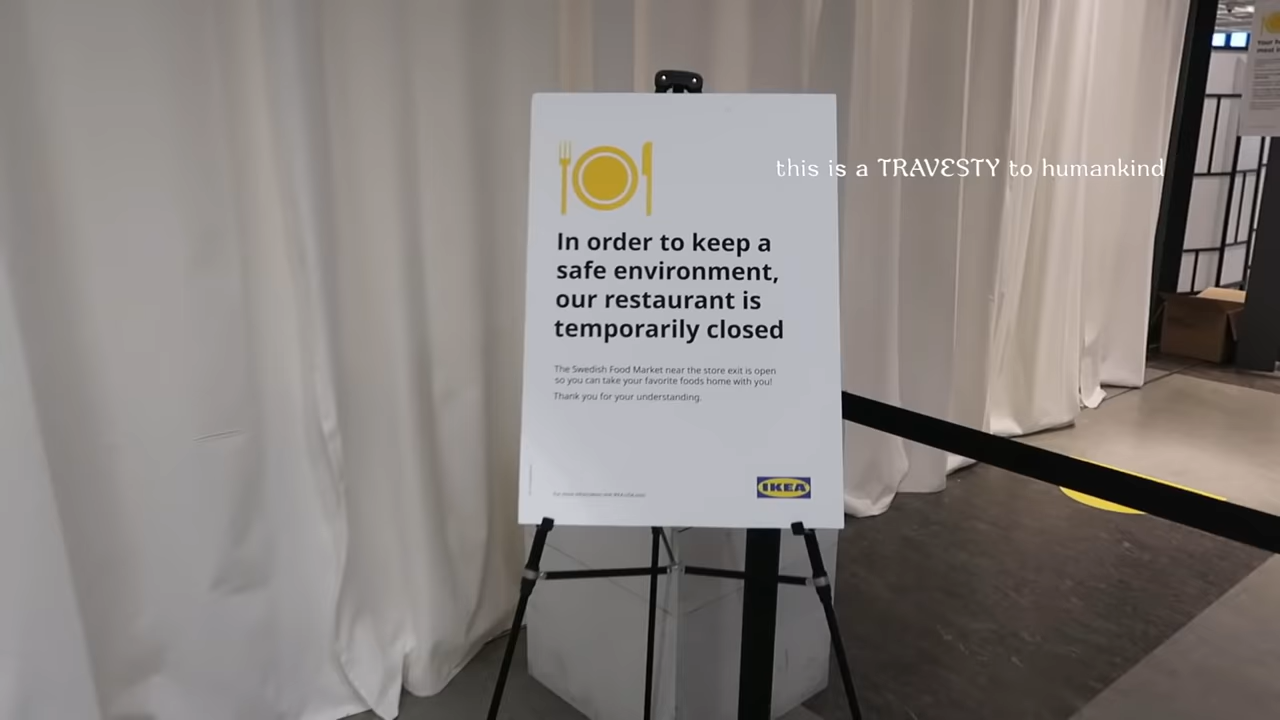 this is a TRAVESTY to humankind
In order to keep a
safe environment,
our restaurant is
temporarily closed
The Swedish Food Market near the store exit is open
so you can take your favorite foods home with you!
Thank you for your understanding.
IKEA